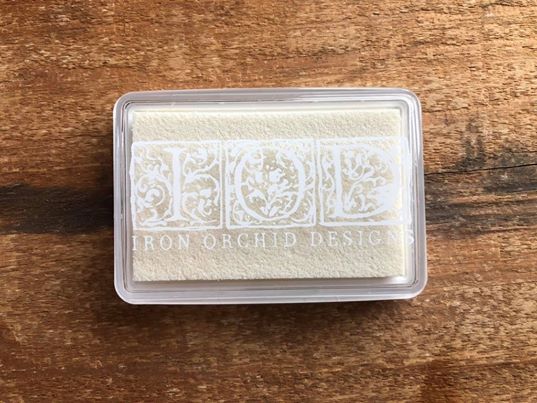 IOD
IRON ORCHID DESIGNS